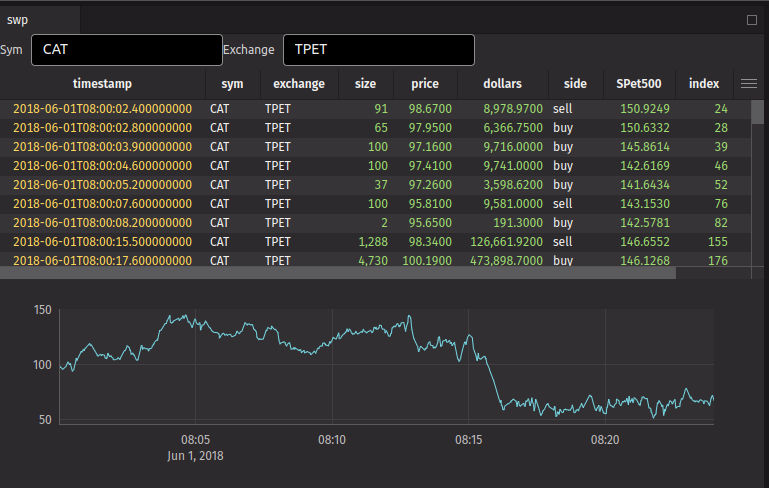 swp
Sym CAT Exchange TPET
timestamp sym exchange size price dollars side SPet500 index
2018-06-01T08:00:02.400000000 CAT TPET 91 98.6700 8,978.9700 sell 150.9249 24
2018-06-01T08:00:02.800000000 CAT TPET 65 97.9500 6,366.7500 buy 150.6332 28
2018-06-01T08:00:03.900000000 CAT TPET 100 97.1600 9,716.0000 buy 145.8614 39
2018-06-01T08:00:04.600000000 CAT TPET 100 97.4100 9,741.0000 buy 142.6169 46
2018-06-01T08:00:05.200000000 CAT TPET 37 97.2600 3,598.6200 buy 141.6434 52
2018-06-01T08:00:07.600000000 CAT TPET 100 95.8100 9,581.0000 sell 143.1530 76
2018-06-01T08:00:08.200000000 CAT TPET 2 95.6500 191.3000 buy 142.5781 82
2018-06-01T08:00:15.500000000 CAT TPET 1,288 98.3400 126,661.9200 sell 146.6552 155
2018-06-01T08:00:17.600000000 CAT TPET 4,730 100.1900 473,898.7000 buy 146.1268 176
150
100
50
08:05 08:10 08:15 08:20
Jun 1, 2018